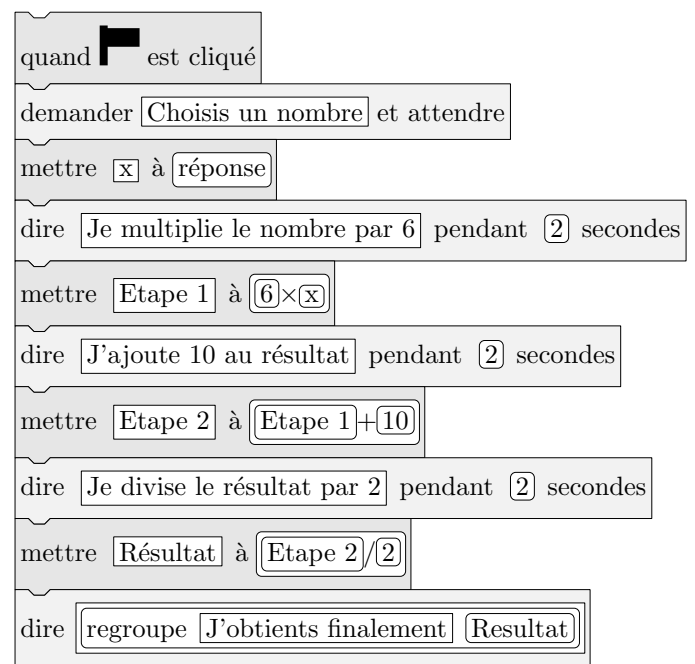 quand est cliqué
demander Choisis un nombre et attendre
mettre x à réponse
dire Je multiplie le nombre par 6 pendant 2 secondes
mettre Etape 1 à 6×x
dire J'ajoute 10 au résultat pendant 2 secondes
mettre Etape 2 à Etape 1+10
dire Je divise le résultat par 2 pendant 2 secondes
mettre Résultat à Etape 2/2
dire regroupe J'obtients finalement Resultat